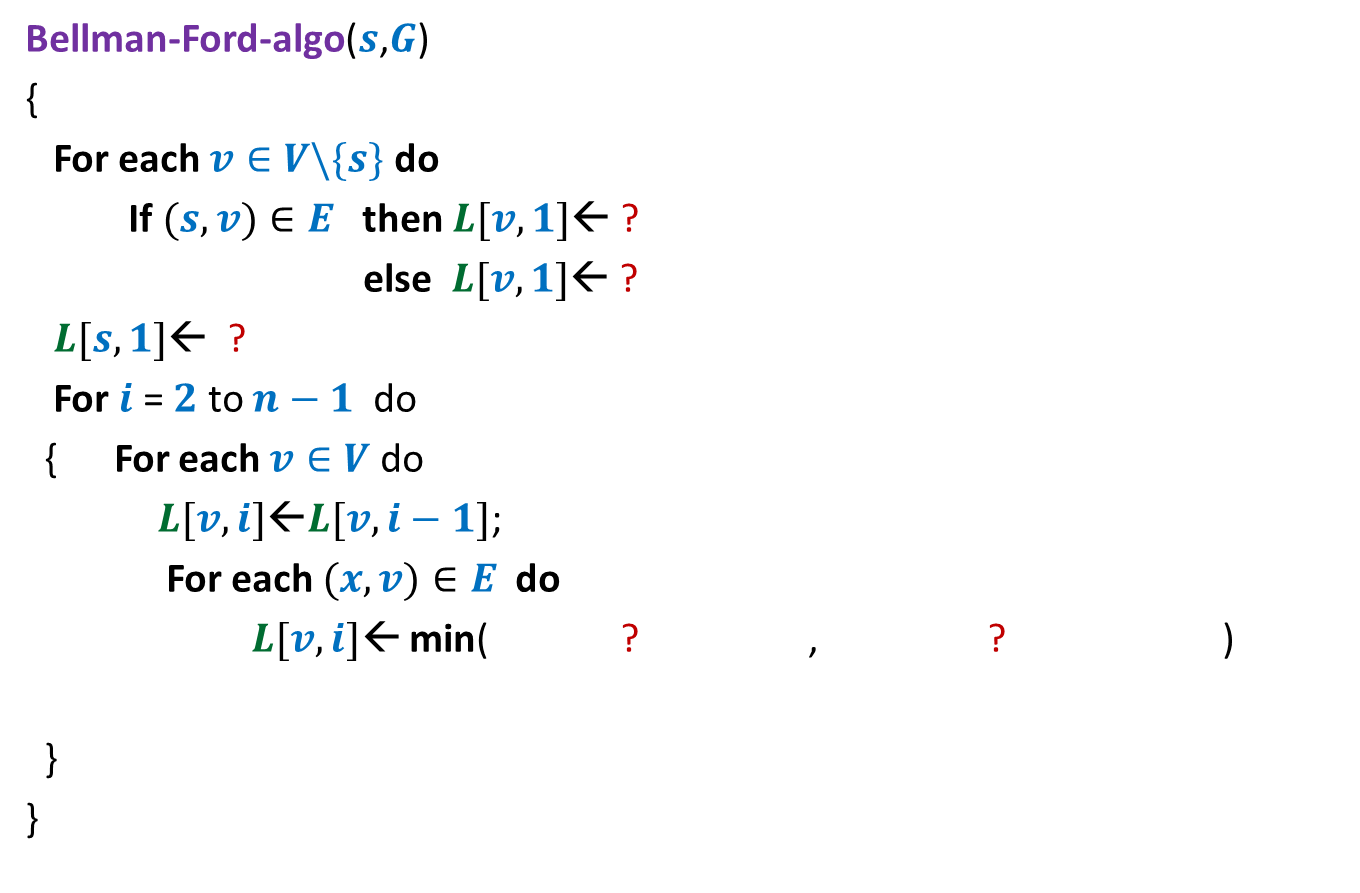 Bellman-Ford-algo(s,G)
{
For each v ∈ V\{s} do
If (s, v) ∈ E then L[v, 1]← ?
else L[v, 1]← ?
L[s, 1]← ?
For i = 2 to n − 1 do
{ For each v ∈ V do
L[v, i]←L[v, i − 1];
For each (x, v) ∈ E do
L[v, i]← min( ? , ? )
}
}